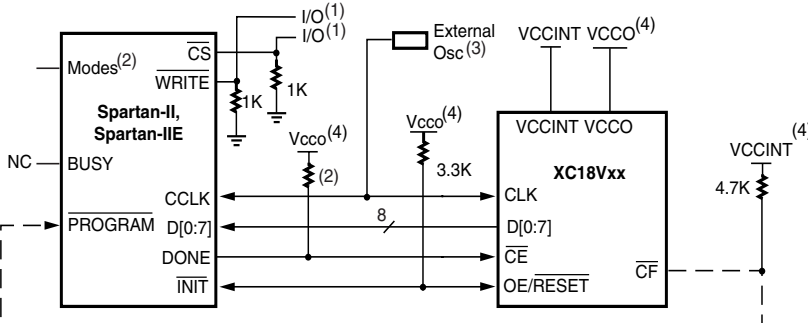 I/O(1)
I/O(1)
External
Osc(3)
VCCINT VCCO(4)
CS
Modes(2)
WRITE
1K
1K
Spartan-II,
Spartan-IIE
Vcco(4)
Vcco(4)
VCCINT VCCO
(4)
VCCINT
NC
BUSY
(2)
3.3K
XC18Vxx
4.7K
CCLK
CLK
PROGRAM
D[0:7]
8
D[0:7]
DONE
CE
CF
INIT
OE/RESET